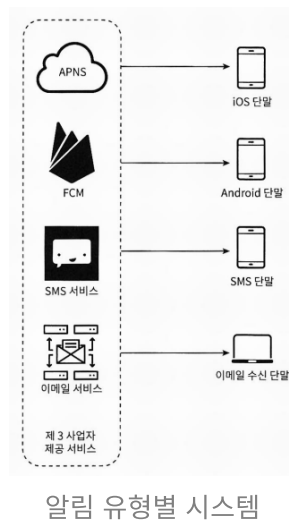 APNS
iOS 단말
FCM
Android 단말
SMS 서비스
SMS 단말
이메일 서비스
이메일 수신 단말
제 3 사업자
제공 서비스
알림 유형별 시스템